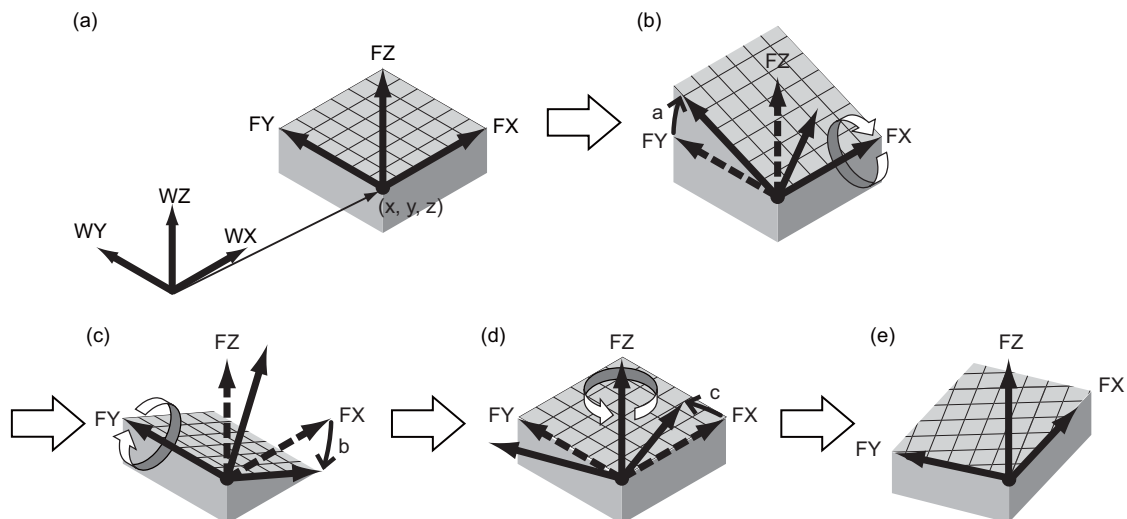 (a)
FZ
FY
FX
(x, y, z)
WZ
WY
WX
(b)
FZ
a
FY
FX
(c)
FZ
FY
FX
b
(d)
FZ
c
FY
FX
(e)
FZ
FX
FY